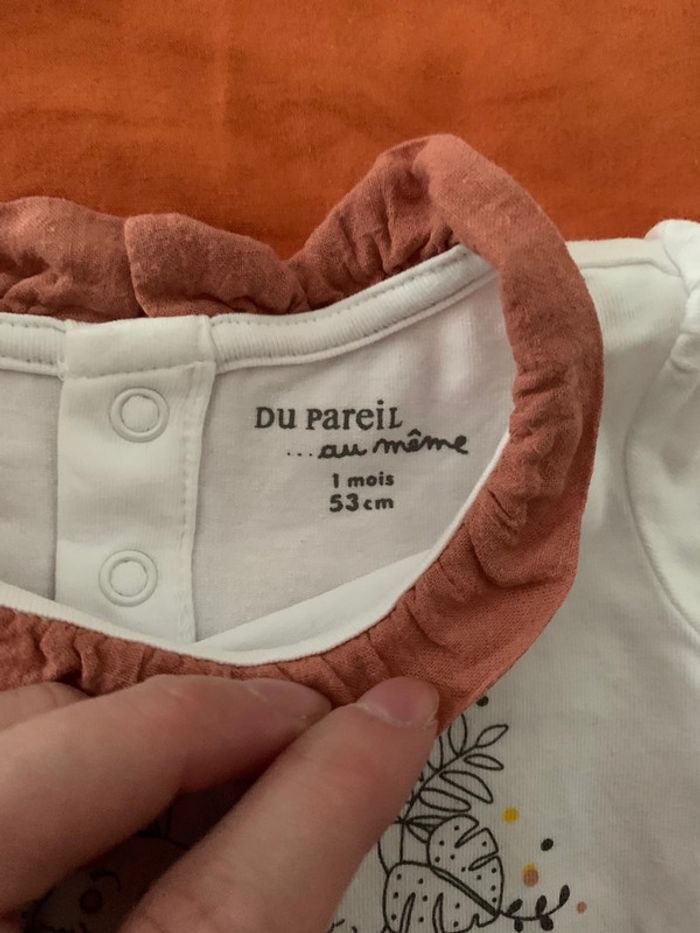 Du Pareil
...au même
1 mois
53cm